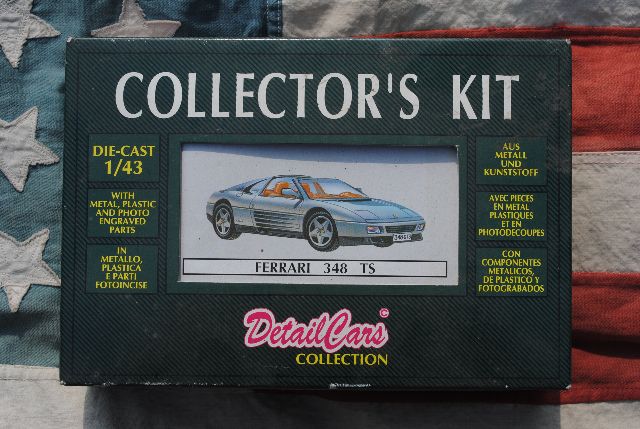 COLLECTOR'S KIT
DIE-CAST
1/43
WITH
METAL, PLASTIC
AND PHOTO
ENGRAVED
PARTS
IN
METALLO,
PLASTICA
E PARTI
FOTOINCISE
FERRARI 348 TS
AUS
METALL
UND
KUNSTSTOFF
AVEC PIECES
EN METAL
PLASTIQUES
ET EN
PHOTODECOUPES
CON
COMPONENTES
METALICOS,
DE PLASTICO Y
FOTOGRABADOS
DetailCars ©
COLLECTION